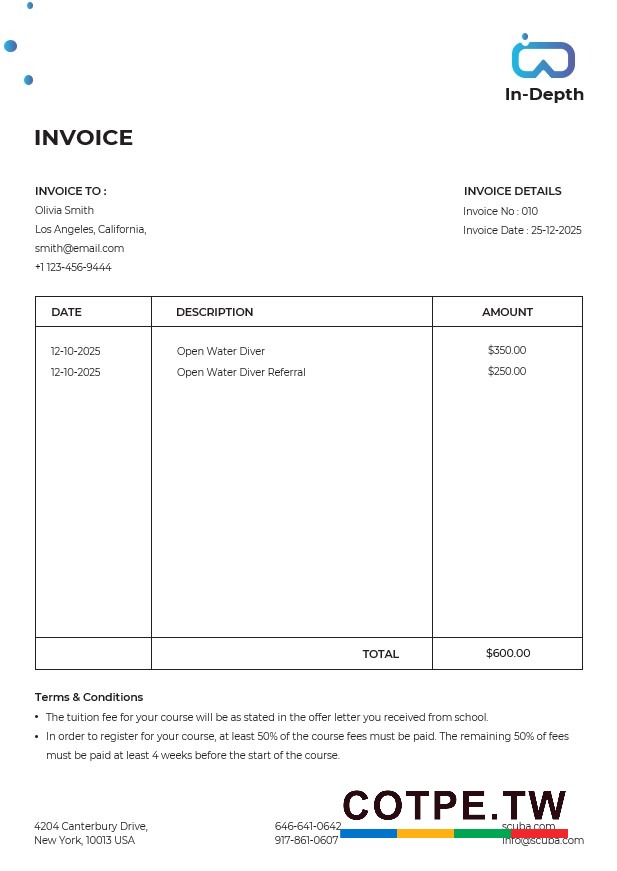 In-Depth
INVOICE
INVOICE TO :
Olivia Smith
Los Angeles, California,
smith@email.com
+1 123-456-9444
INVOICE DETAILS
Invoice No : 010
Invoice Date : 25-12-2025
DATE DESCRIPTION AMOUNT
12-10-2025 Open Water Diver $350.00
12-10-2025 Open Water Diver Referral $250.00
TOTAL $600.00
Terms & Conditions
• The tuition fee for your course will be as stated in the offer letter you received from school.
• In order to register for your course, at least 50% of the course fees must be paid. The remaining 50% of fees
must be paid at least 4 weeks before the start of the course.
COTPE.TW
4204 Canterbury Drive,
New York, 10013 USA
646-641-0642
917-861-0607
scuba.com
info@scuba.com